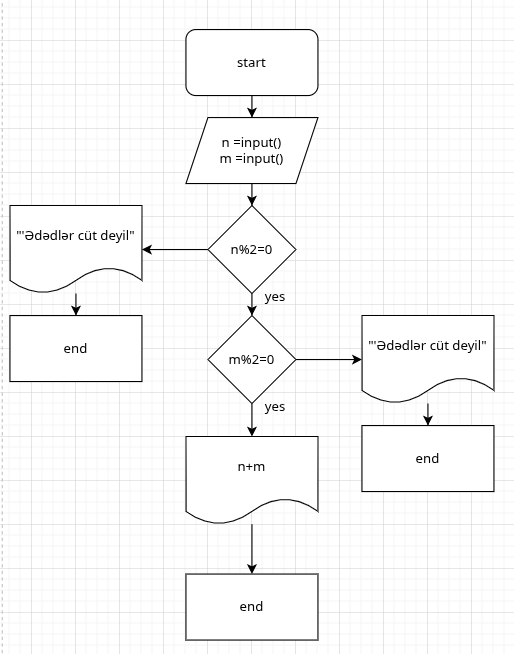 start
n =input()
m =input()
n%2=0
"'Ədədlər cüt deyil"
yes
end
m%2=0
"'Ədədlər cüt deyil"
yes
end
n+m
end